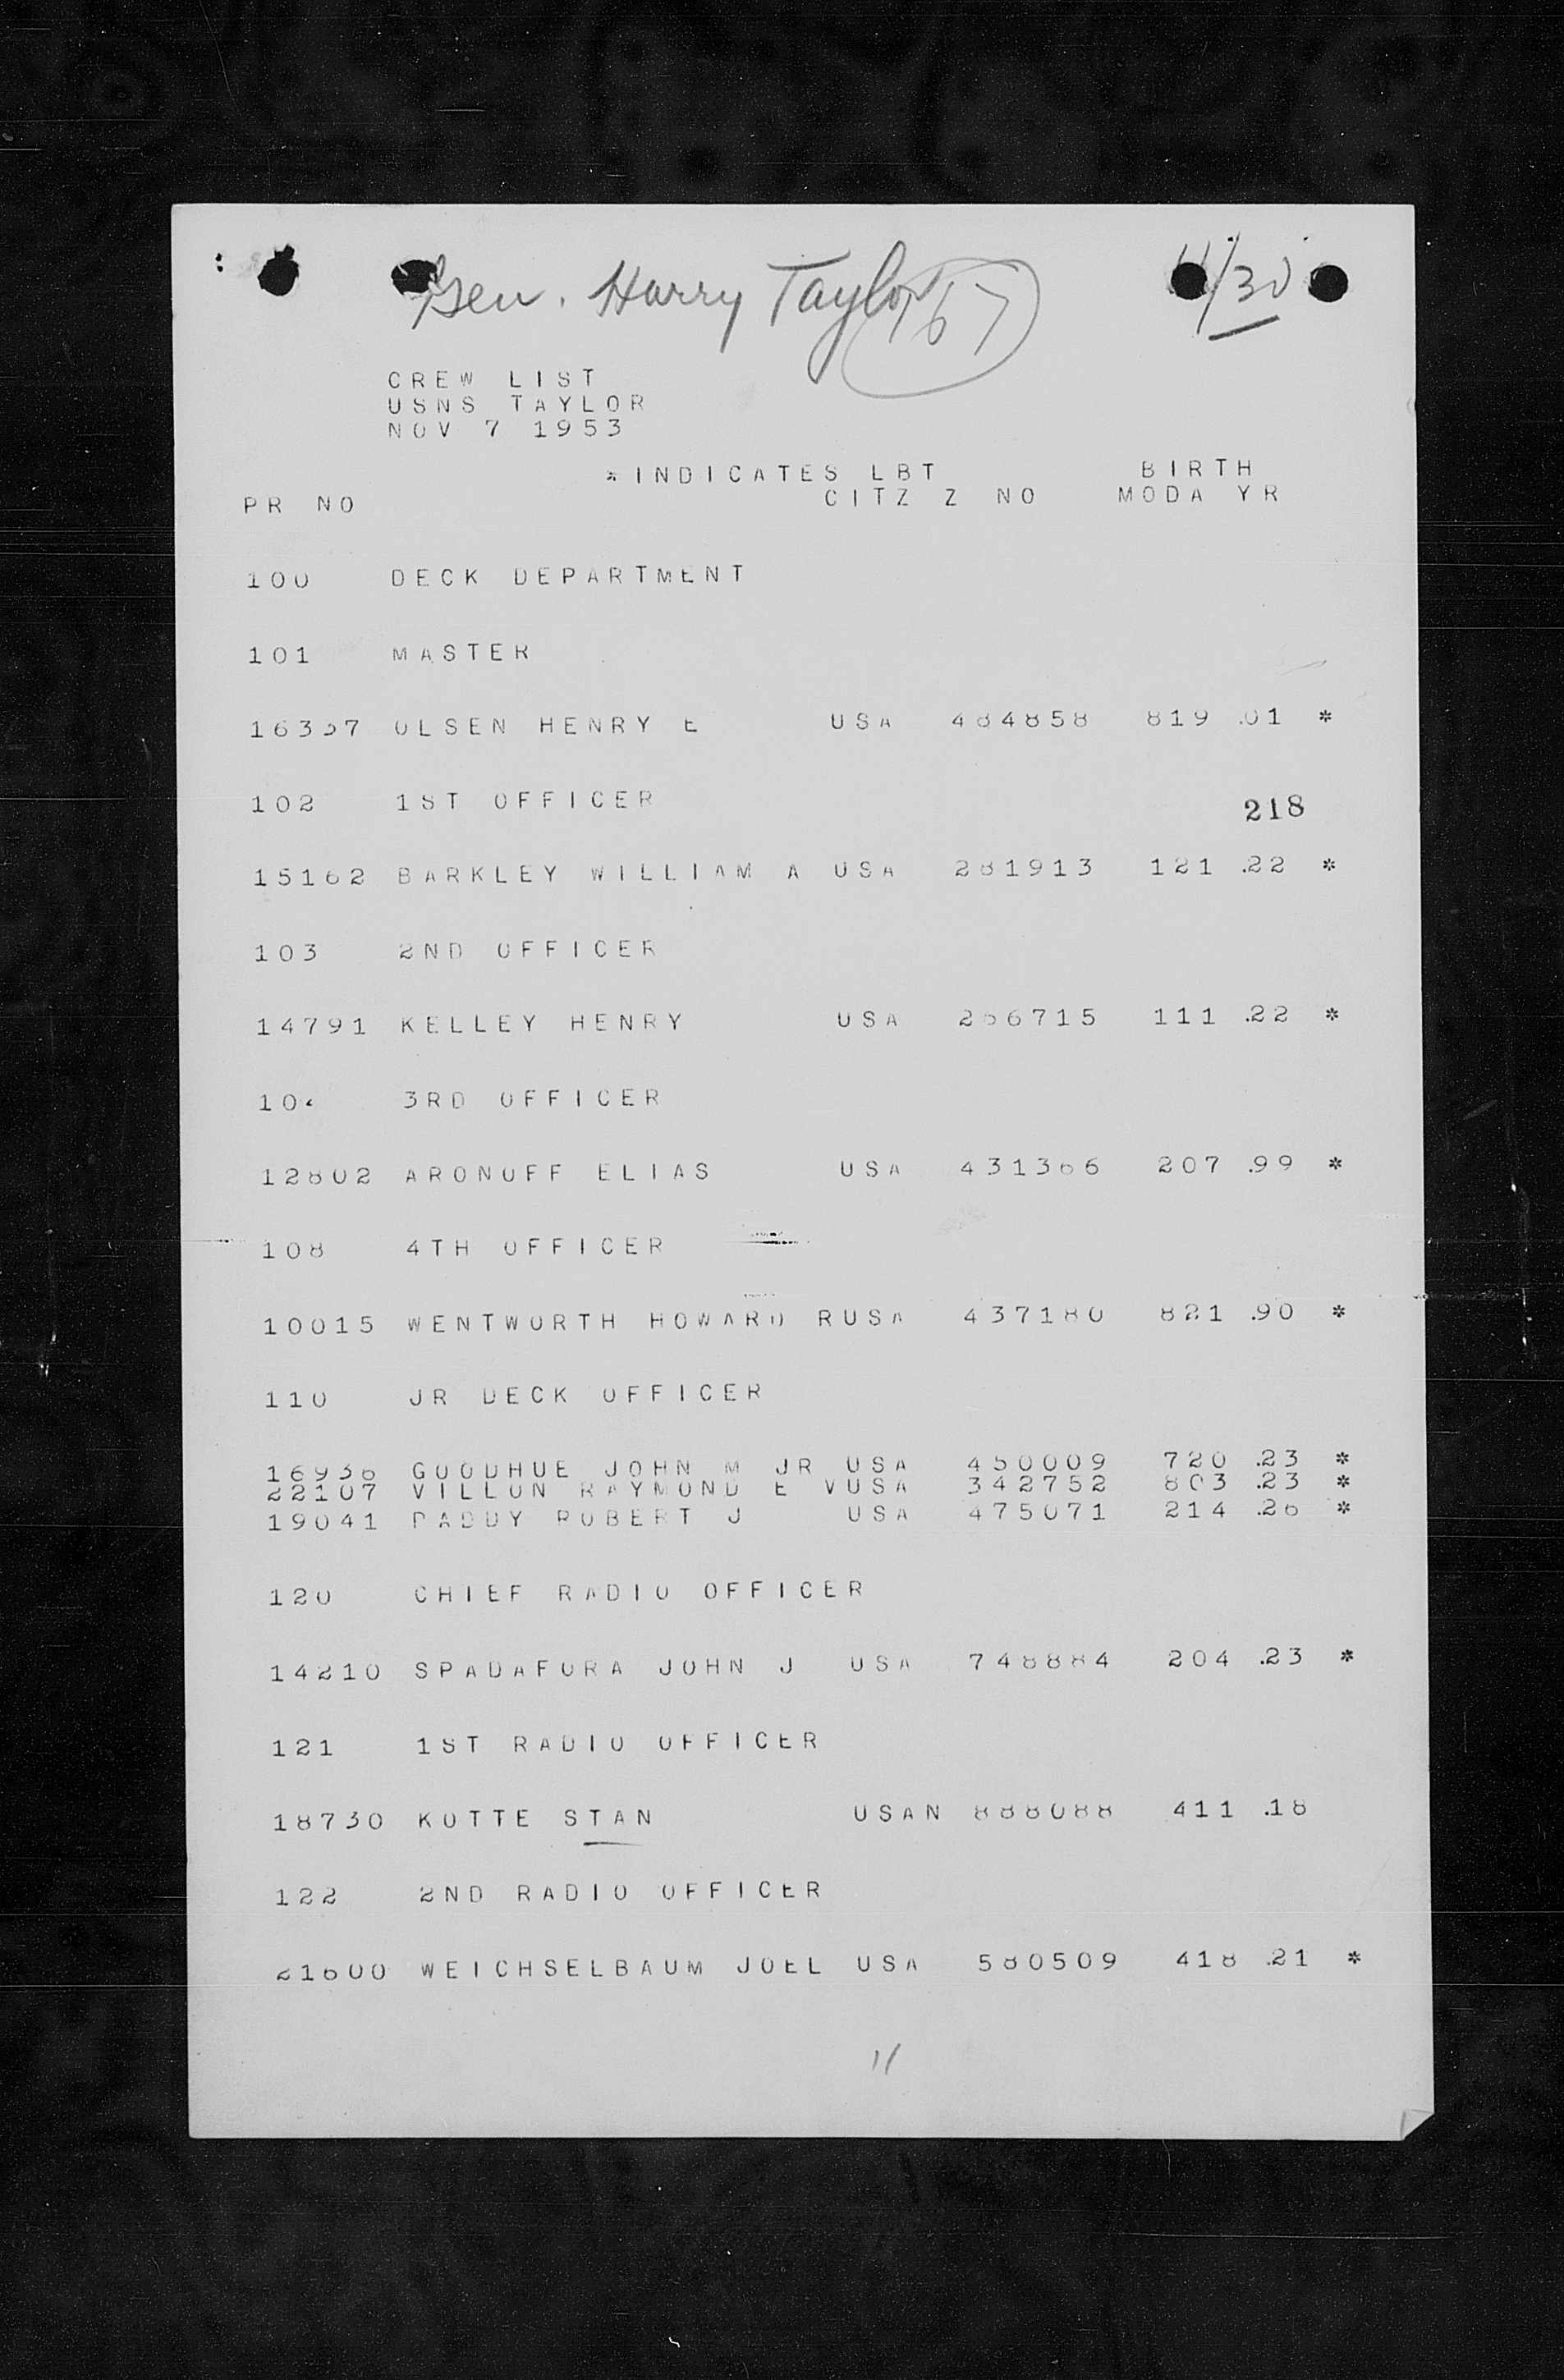 Gen. Harry Taylor 67 11/30
CREW LIST
USNS TAYLOR
NOV 7 1953
*INDICATES LBT BIRTH
PR NO CITZ Z NO MODA YR
100 DECK DEPARTMENT
101 MASTER
16357 OLSEN HENRY E USA 484858 819 .01 *
102 1ST OFFICER 218
15162 BARKLEY WILLIAM A USA 281913 121 .22 *
103 2ND OFFICER
14791 KELLEY HENRY USA 266715 111 .22 *
104 3RD OFFICER
12802 ARONOFF ELIAS USA 431366 207 .99 *
108 4TH OFFICER
10015 WENTWORTH HOWARD RUSA 437180 821 .90 *
110 JR DECK OFFICER
16936 GOODHUE JOHN M JR USA 450009 720 .23 *
22107 VILLON RAYMOND E VUSA 342752 803 .23 *
19041 PADDY ROBERT J USA 475071 214 .26 *
120 CHIEF RADIO OFFICER
14210 SPADAFORA JOHN J USA 748884 204 .23 *
121 1ST RADIO OFFICER
18730 KOTTE STAN USAN 888088 411 .18
122 2ND RADIO OFFICER
21600 WEICHSELBAUM JOEL USA 580509 418 .21 *
11